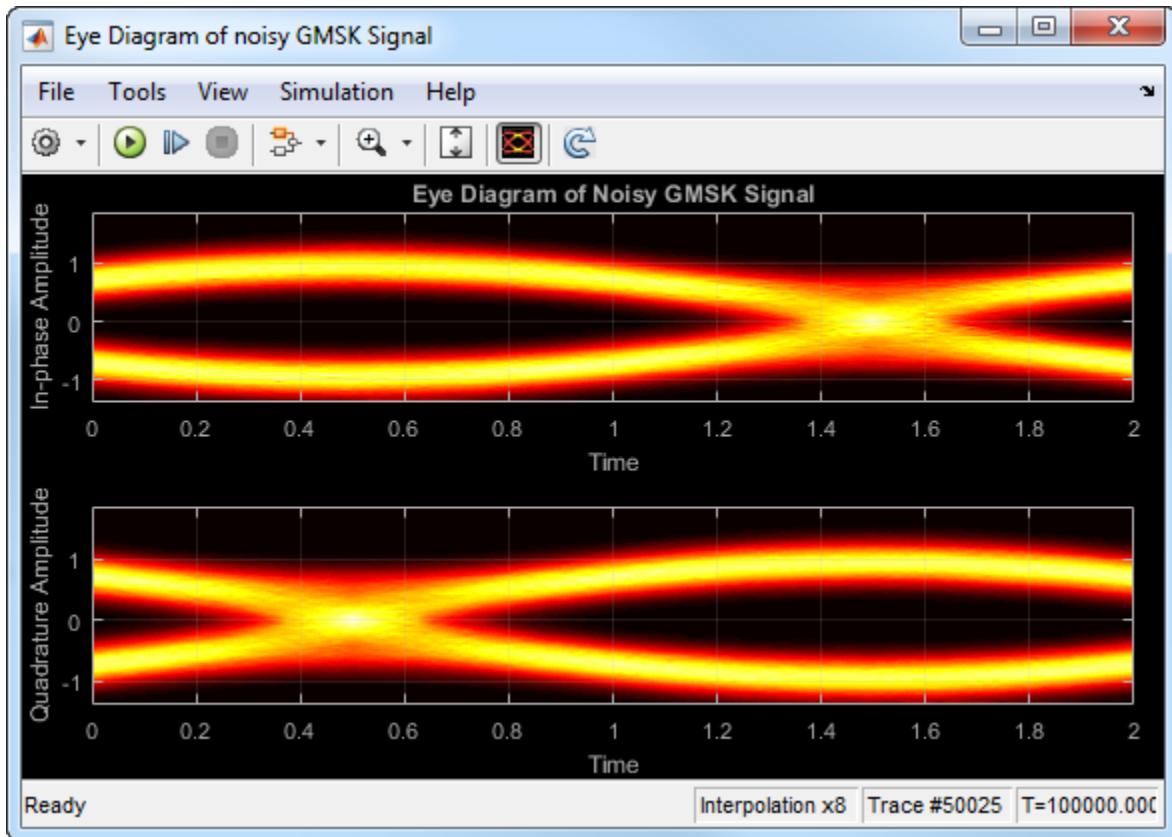 Eye Diagram of noisy GMSK Signal
File Tools View Simulation Help
Eye Diagram of Noisy GMSK Signal
In-phase Amplitude
1
0
-1
0 0.2 0.4 0.6 0.8 1 1.2 1.4 1.6 1.8 2
Time
Quadrature Amplitude
1
0
-1
0 0.2 0.4 0.6 0.8 1 1.2 1.4 1.6 1.8 2
Time
Ready Interpolation x8 Trace #50025 T=100000.000